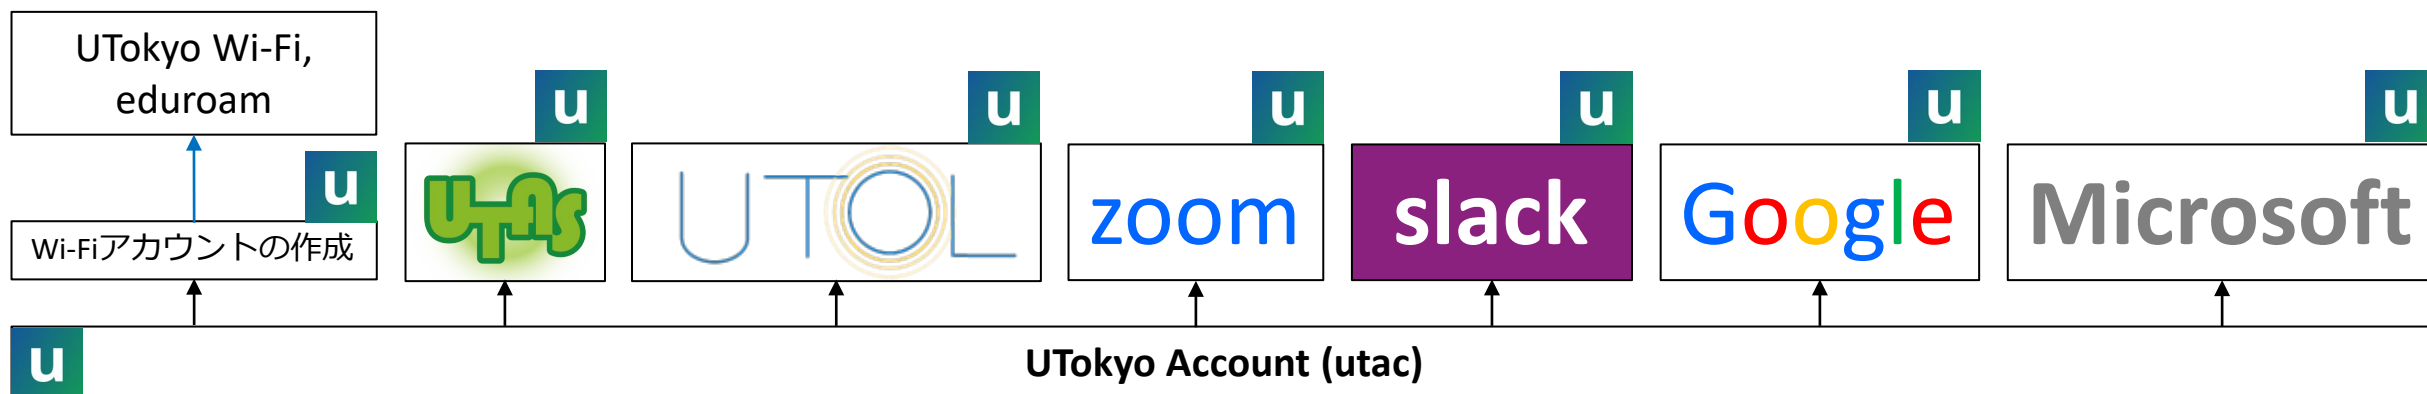 UTokyo Wi-Fi,
eduroam
u
Wi-Fiアカウントの作成
u
UTAS
u
UTOL
u
zoom
u
slack
u
Google
u
Microsoft
u
UTokyo Account (utac)